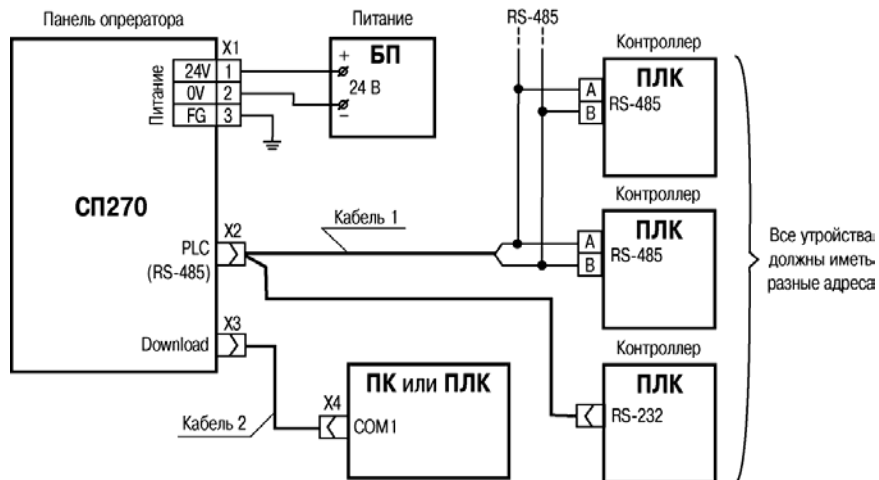 Панель опрератора
Питание
RS-485
X1
Питание
24V 1
0V 2
FG 3
+
БП
24 В
−
Контроллер
ПЛК
A
B
RS-485
СП270
X2
PLC
(RS-485)
Кабель 1
Контроллер
ПЛК
A
B
RS-485
Все утройства
должны иметь
разные адреса
X3
Download
Кабель 2
X4
ПК или ПЛК
COM1
Контроллер
ПЛК
RS-232